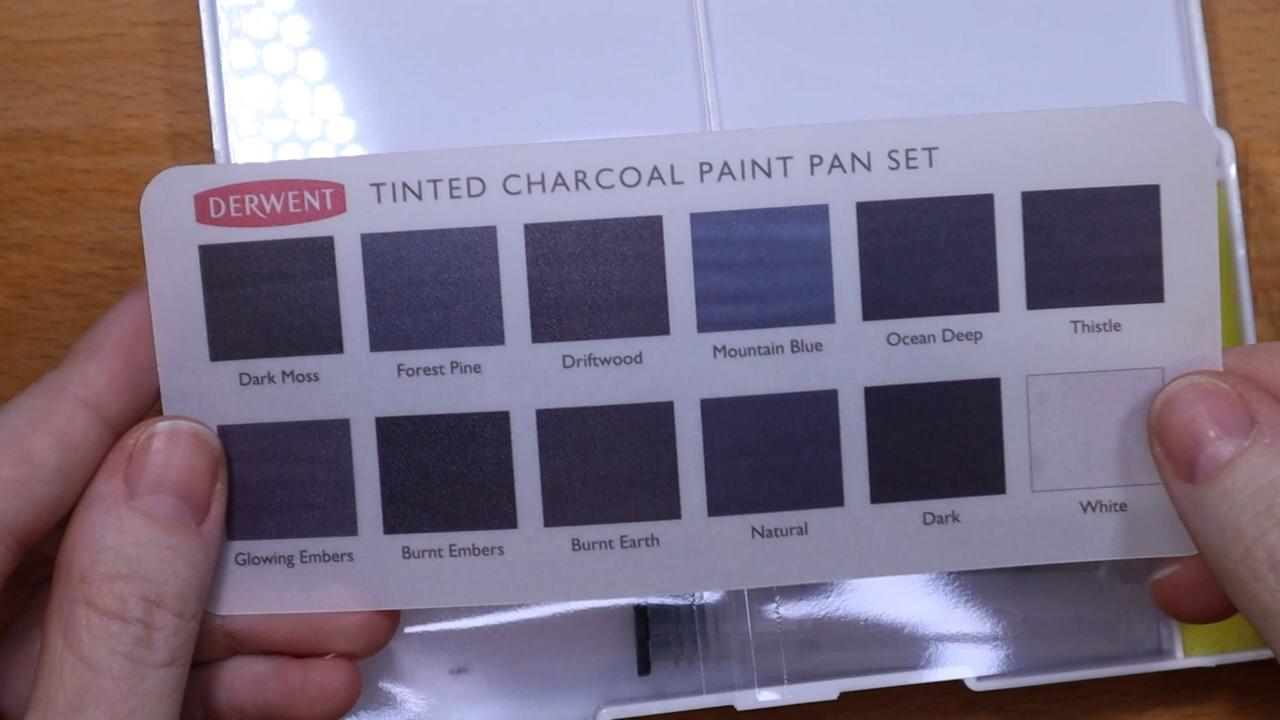 DERWENT TINTED CHARCOAL PAINT PAN SET
Dark Moss Forest Pine Driftwood Mountain Blue Ocean Deep Thistle
Glowing Embers Burnt Embers Burnt Earth Natural Dark White